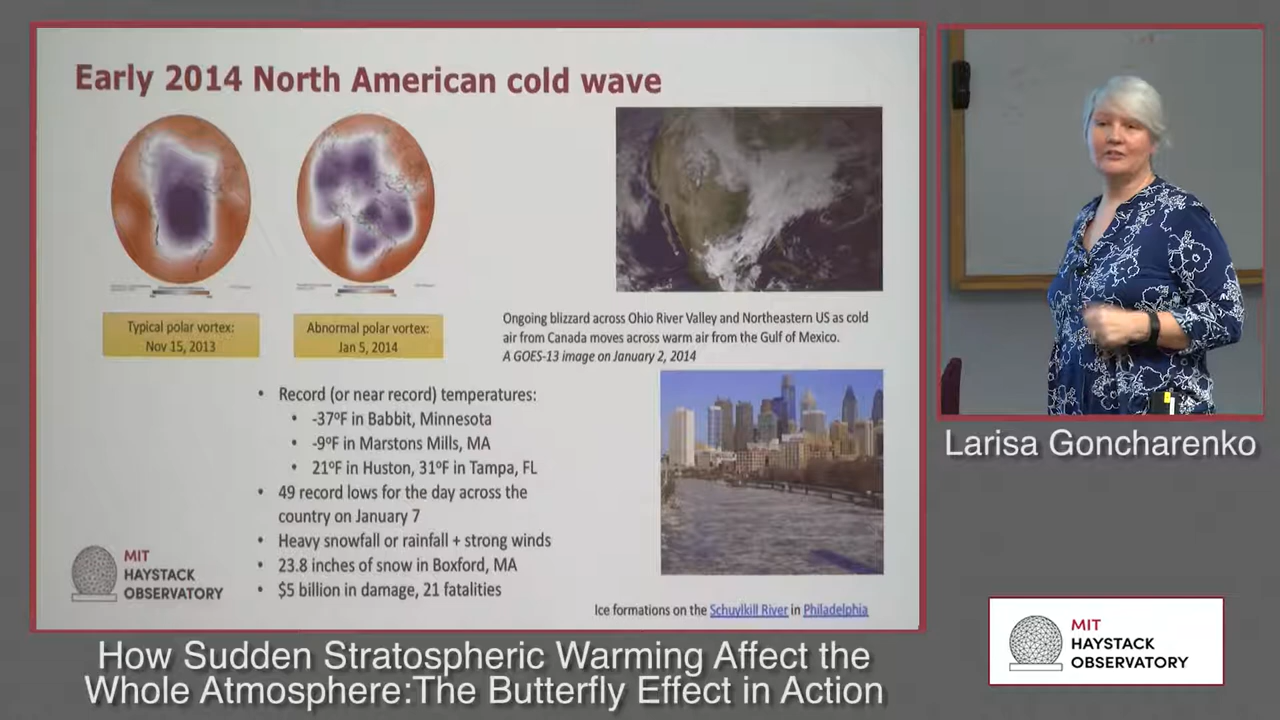 Early 2014 North American cold wave
Typical polar vortex:
Nov 15, 2013
Abnormal polar vortex:
Jan 5, 2014
Ongoing blizzard across Ohio River Valley and Northeastern US as cold
air from Canada moves across warm air from the Gulf of Mexico.
A GOES-13 image on January 2, 2014
• Record (or near record) temperatures:
• -37ºF in Babbit, Minnesota
• -9ºF in Marstons Mills, MA
• 21ºF in Huston, 31ºF in Tampa, FL
• 49 record lows for the day across the
country on January 7
• Heavy snowfall or rainfall + strong winds
• 23.8 inches of snow in Boxford, MA
• $5 billion in damage, 21 fatalities
Ice formations on the Schuylkill River in Philadelphia
MIT
HAYSTACK
OBSERVATORY
Larisa Goncharenko
How Sudden Stratospheric Warming Affect the
Whole Atmosphere:The Butterfly Effect in Action
MIT
HAYSTACK
OBSERVATORY